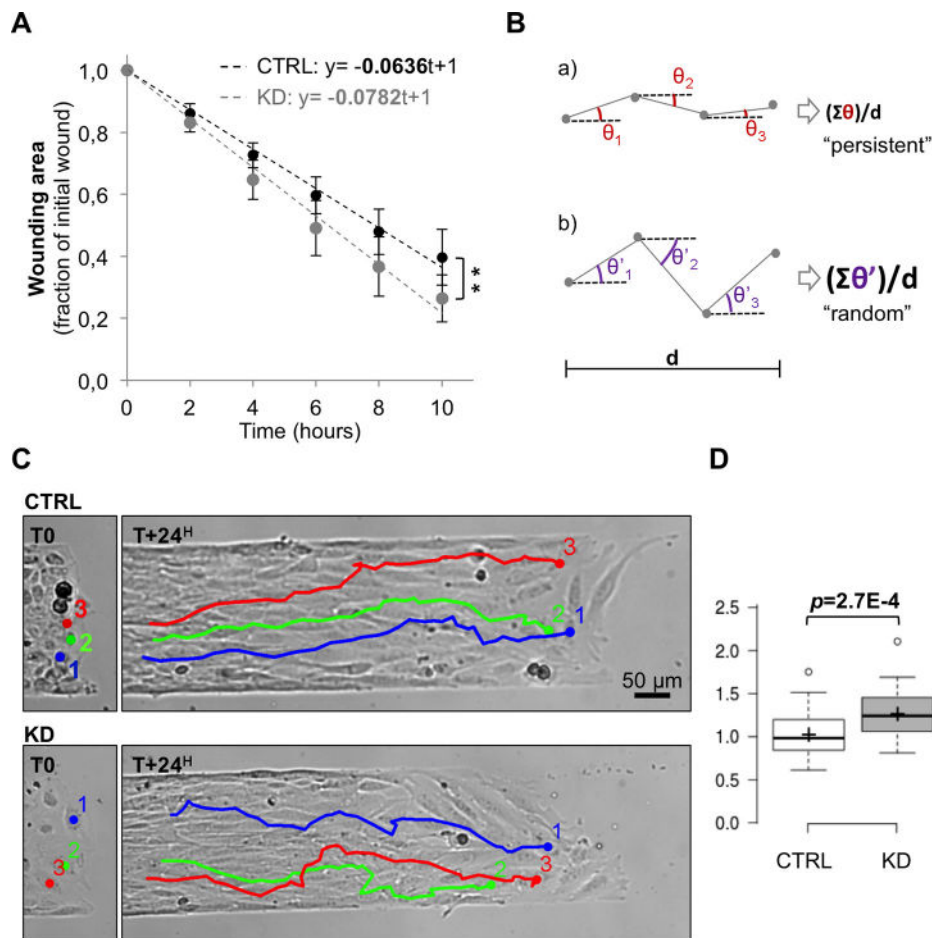 A
Wounding area
(fraction of initial wound)
1,0
0,8
0,6
0,4
0,2
0,0
CTRL: y= -0.0636t+1
KD: y= -0.0782t+1
**
0 2 4 6 8 10
Time (hours)
B
a)
θ1
θ2
θ3
(Σθ)/d
“persistent”
b)
θ’1
θ’2
θ’3
(Σθ’)/d
“random”
d
C
CTRL
T0
3
2
1
T+24H
3
2
1
50 µm
KD
T0
1
2
3
T+24H
1
2
3
D
p=2.7E-4
2.5
2.0
1.5
1.0
0.5
0.0
CTRL KD